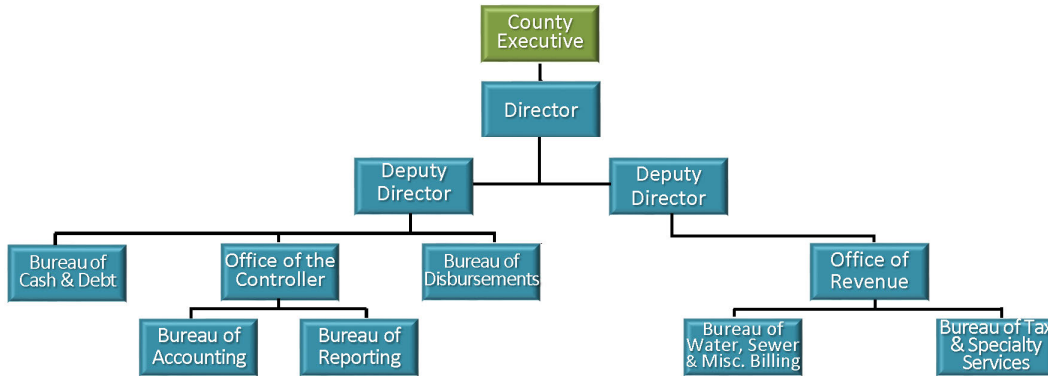 County
Executive
Director
Deputy
Director
Deputy
Director
Bureau of
Cash & Debt
Office of the
Controller
Bureau of
Disbursements
Office of
Revenue
Bureau of
Accounting
Bureau of
Reporting
Bureau of
Water, Sewer
& Misc. Billing
Bureau of Tax
& Specialty
Services